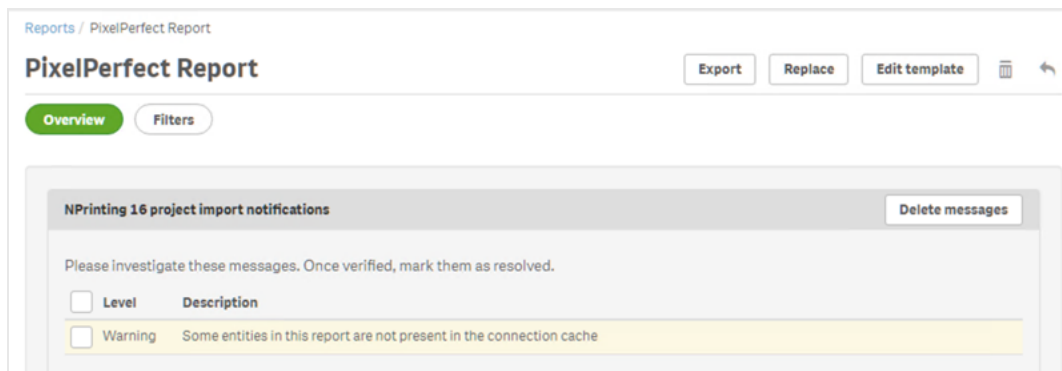 Reports / PixelPerfect Report
PixelPerfect Report
Export
Replace
Edit template
Overview
Filters
NPrinting 16 project import notifications
Delete messages
Please investigate these messages. Once verified, mark them as resolved.
Level Description
Warning Some entities in this report are not present in the connection cache